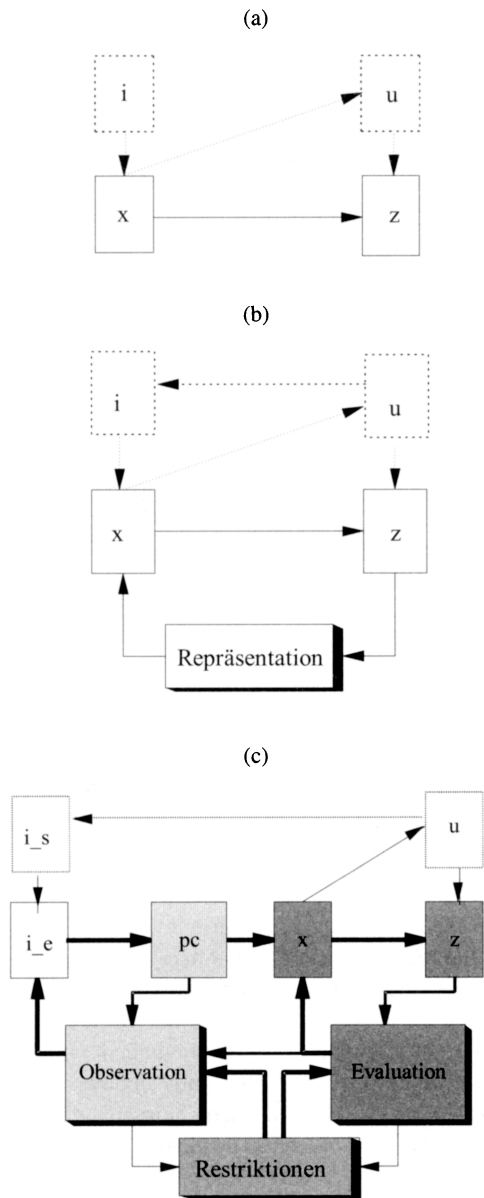 (a)
i
u
x
z
(b)
i
u
x
z
Repräsentation
(c)
i_s
u
i_e
pc
x
z
Observation
Evaluation
Restriktionen